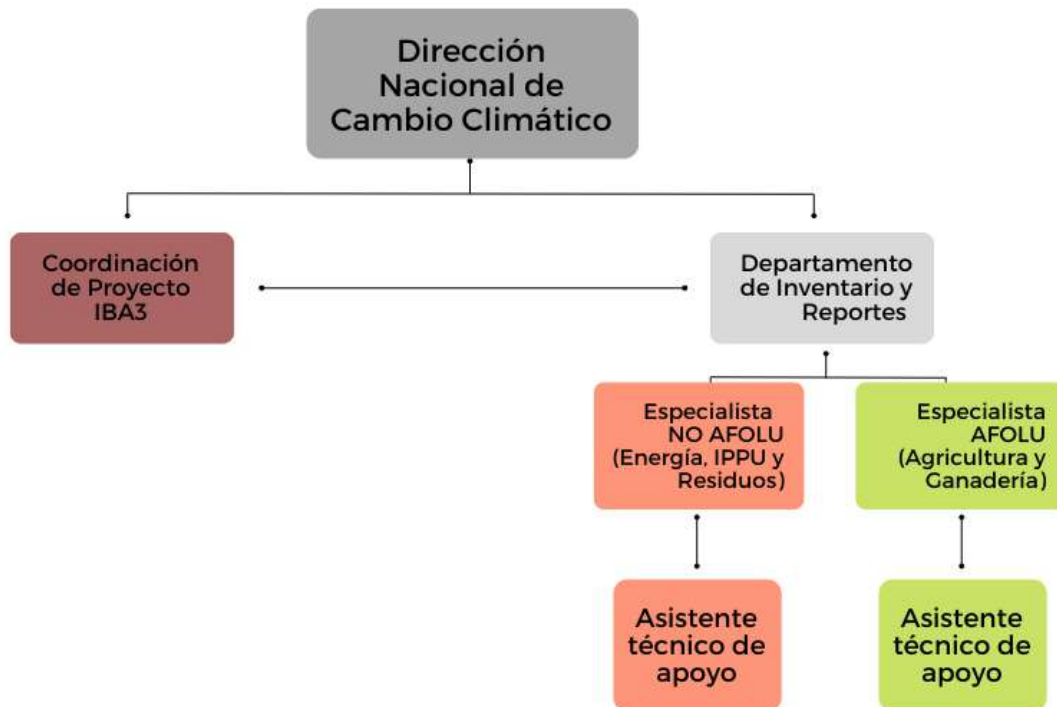 Dirección
Nacional de
Cambio Climático
Coordinación
de Proyecto
IBA3
Departamento
de Inventario y
Reportes
Especialista
NO AFOLU
(Energía, IPPU y
Residuos)
Especialista
AFOLU
(Agricultura y
Ganadería)
Asistente
técnico de
apoyo
Asistente
técnico de
apoyo